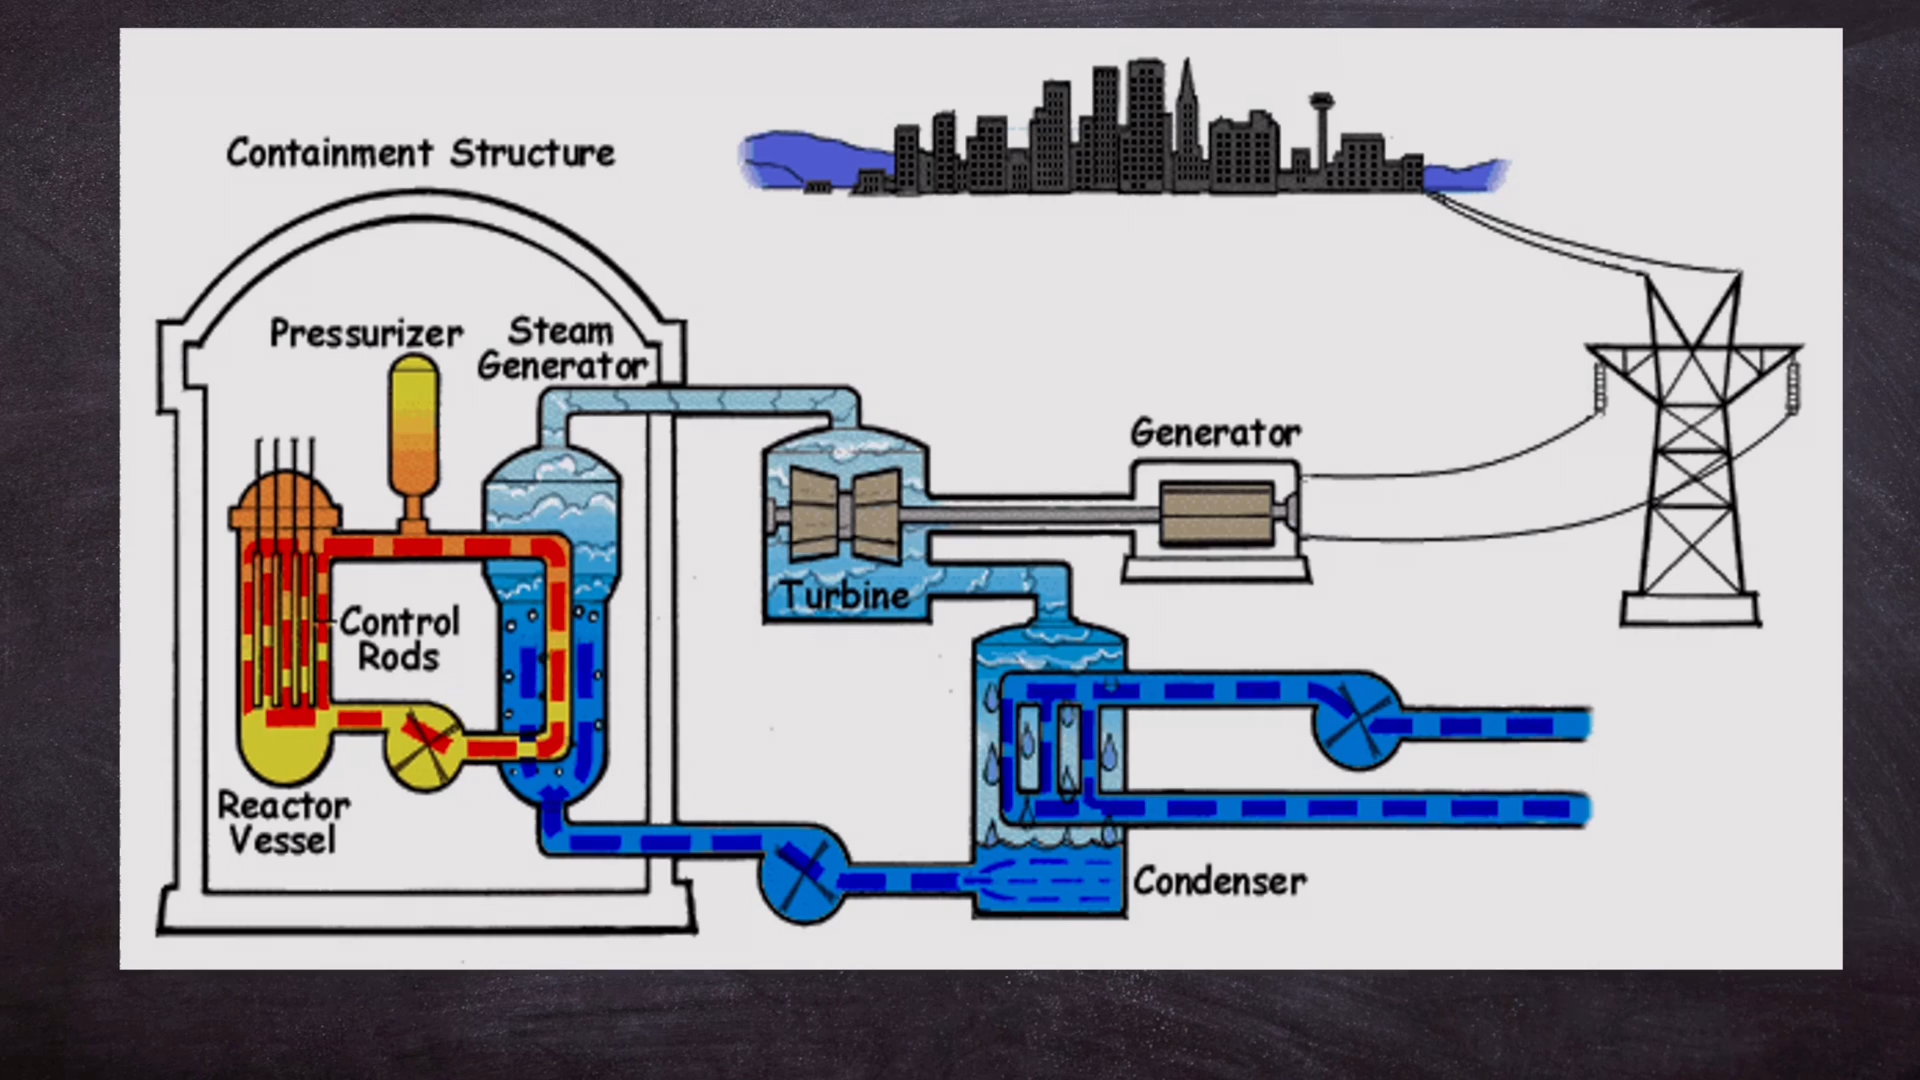 Containment Structure
Pressurizer
Steam
Generator
Control
Rods
Reactor
Vessel
Turbine
Generator
Condenser